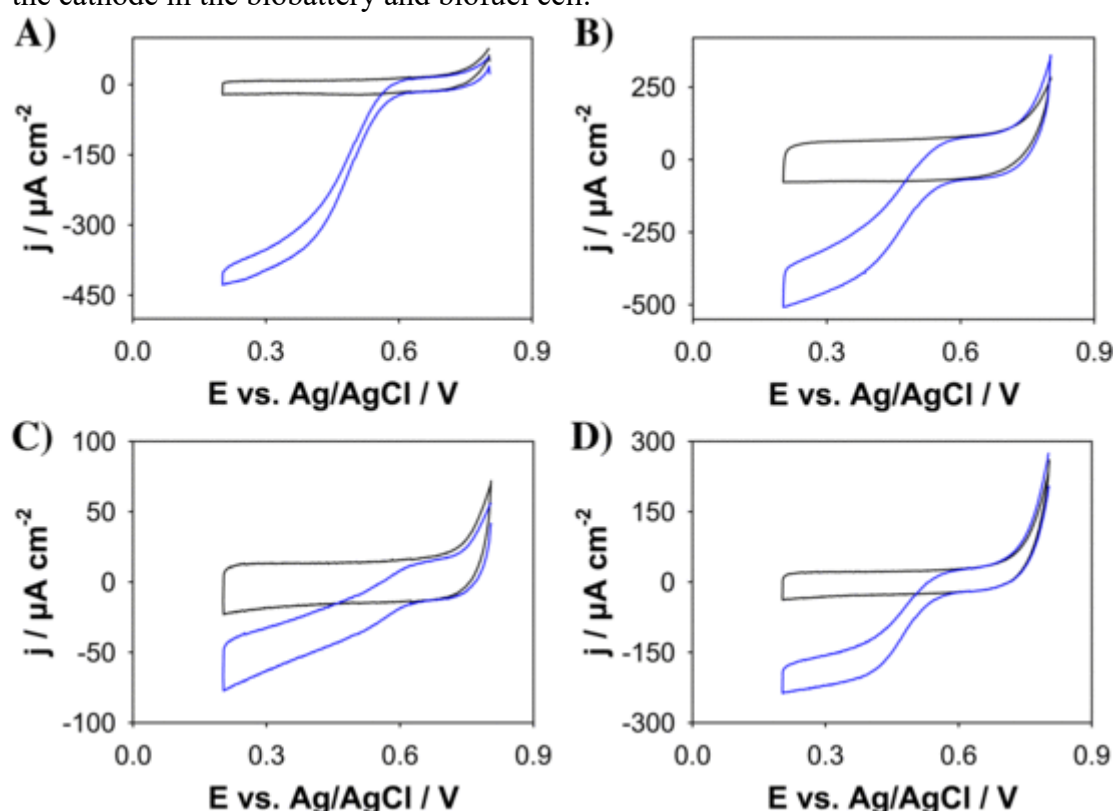 the cathode in the biobattery and biofuel cell.
A)
B)
0
-150
-300
-450
j / µA cm-2
0.0 0.3 0.6 0.9
E vs. Ag/AgCl / V
250
0
-250
-500
j / µA cm-2
0.0 0.3 0.6 0.9
E vs. Ag/AgCl / V
C)
D)
100
50
0
-50
-100
j / µA cm-2
0.0 0.3 0.6 0.9
E vs. Ag/AgCl / V
300
150
0
-150
-300
j / µA cm-2
0.0 0.3 0.6 0.9
E vs. Ag/AgCl / V